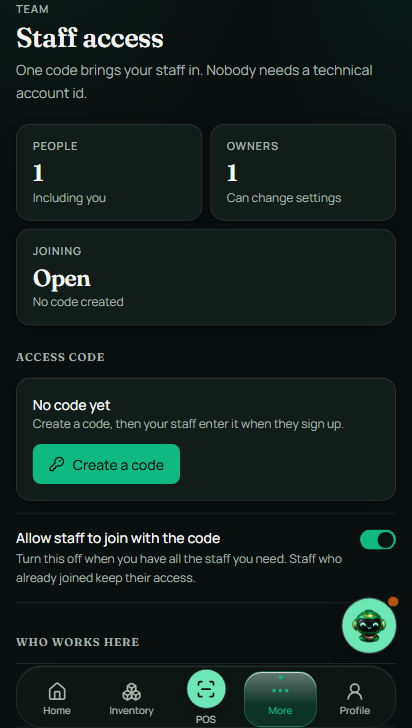 TEAM
Staff access
One code brings your staff in. Nobody needs a technical
account id.
PEOPLE
1
Including you
OWNERS
1
Can change settings
JOINING
Open
No code created
ACCESS CODE
No code yet
Create a code, then your staff enter it when they sign up.
Create a code
Allow staff to join with the code
Turn this off when you have all the staff you need. Staff who
already joined keep their access.
WHO WORKS HERE
Home
Inventory
POS
More
Profile